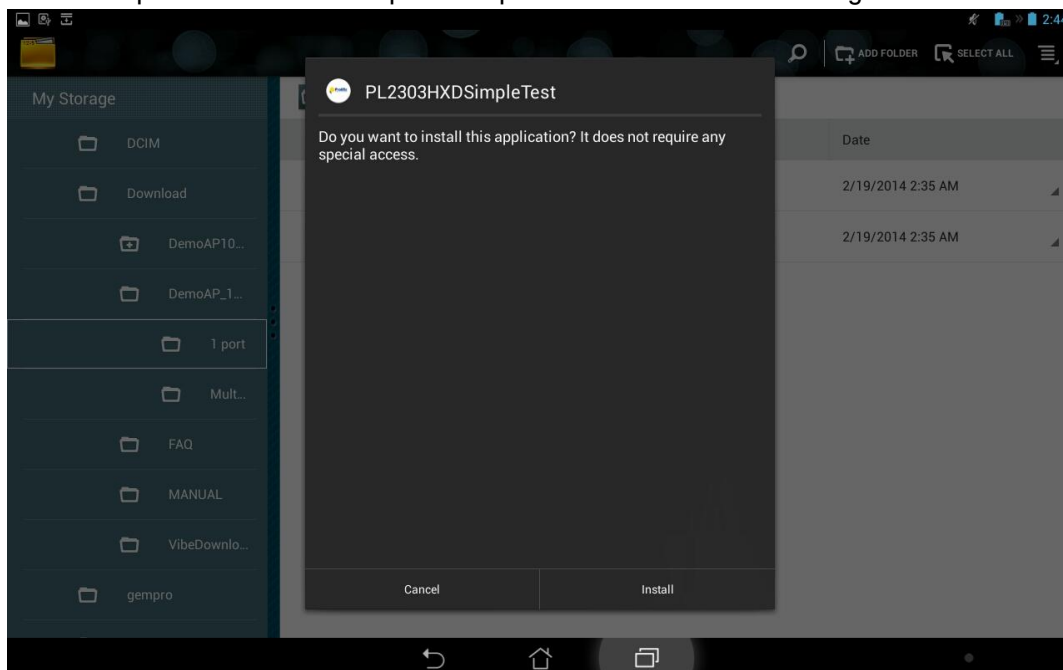 2:44
ADD FOLDER
SELECT ALL
My Storage
DCIM
Download
DemoAP10...
DemoAP_1...
1 port
Mult...
FAQ
MANUAL
VibeDownlo...
gempro
PL2303HXDSimpleTest
Do you want to install this application? It does not require any
special access.
Cancel
Install
Date
2/19/2014 2:35 AM
2/19/2014 2:35 AM